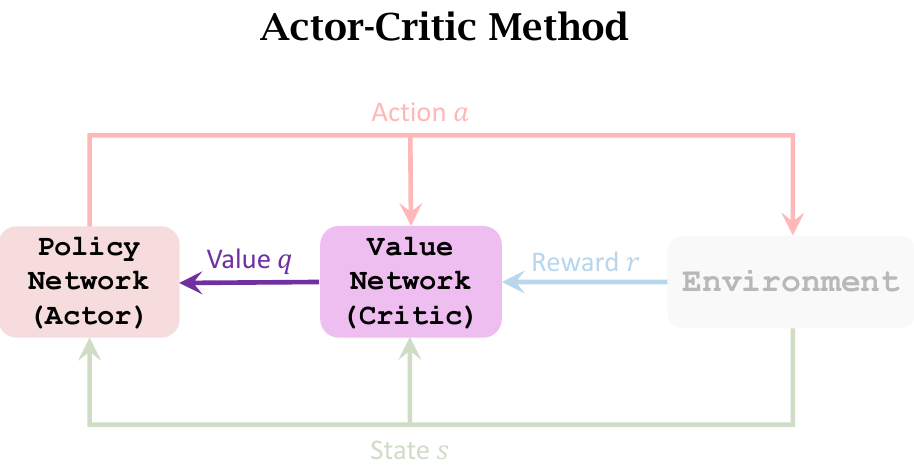 Actor-Critic Method
Action a
Policy
Network
(Actor)
Value q
Value
Network
(Critic)
Reward r
Environment
State s